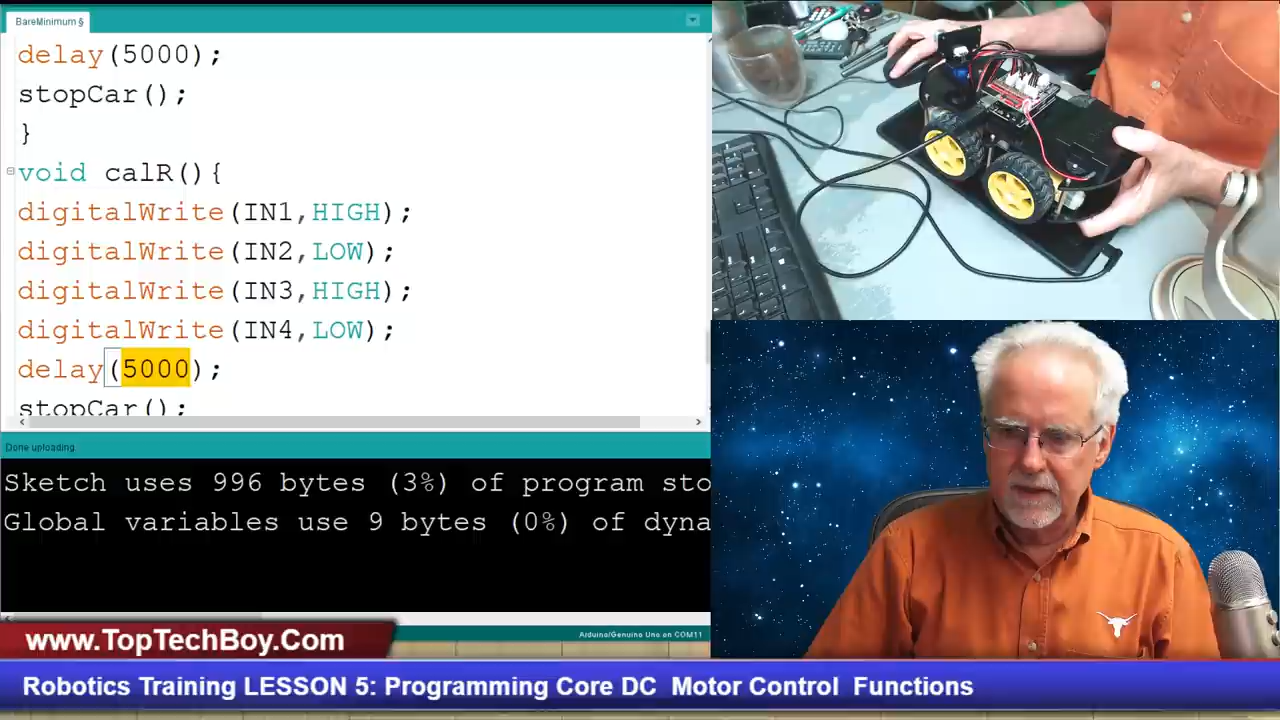 BareMinimum §
delay(5000);
stopCar();
}
void calR(){
digitalWrite(IN1,HIGH);
digitalWrite(IN2,LOW);
digitalWrite(IN3,HIGH);
digitalWrite(IN4,LOW);
delay(5000);
stopCar();
Done uploading.
Sketch uses 996 bytes (3%) of program sto
Global variables use 9 bytes (0%) of dyna
Arduino/Genuino Uno on COM11
www.TopTechBoy.Com
Robotics Training LESSON 5: Programming Core DC Motor Control Functions